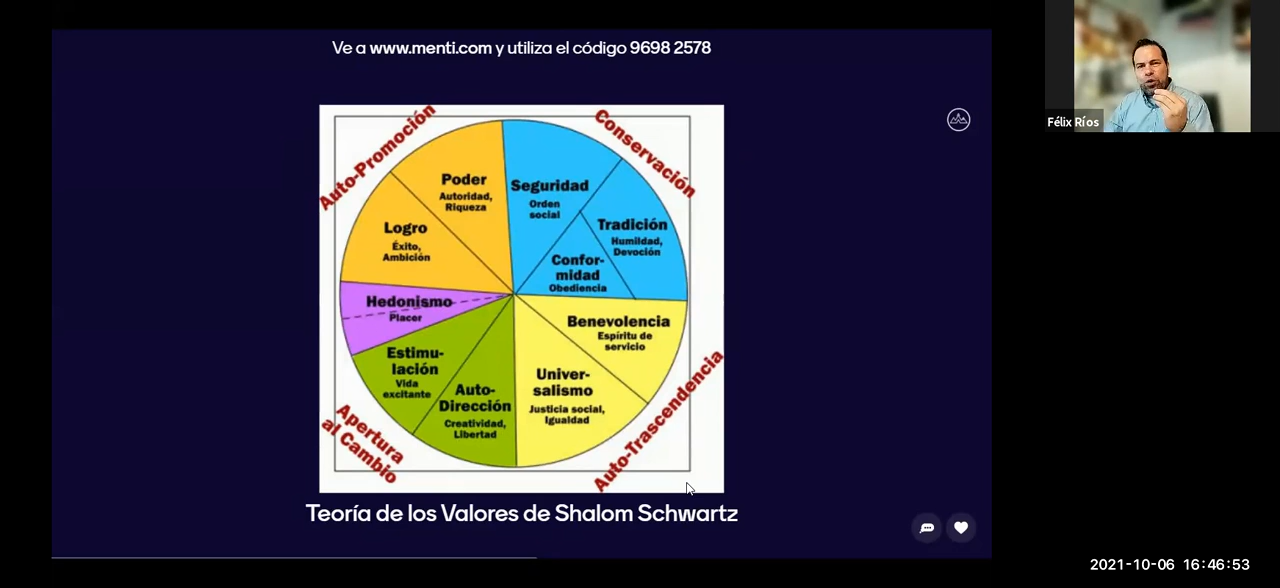 Ve a www.menti.com y utiliza el código 9698 2578
Félix Ríos
Auto-Promoción
Conservación
Poder
Autoridad,
Riqueza
Seguridad
Orden
social
Logro
Éxito,
Ambición
Tradición
Humildad,
Devoción
Confor-
midad
Obediencia
Hedonismo
Placer
Benevolencia
Espíritu de
servicio
Estimu-
lación
Vida
excitante
Auto-
Dirección
Creatividad,
Libertad
Univer-
salismo
Justicia social,
Igualdad
Apertura
al Cambio
Auto-Trascendencia
Teoría de los Valores de Shalom Schwartz
2021-10-06 16:46:53